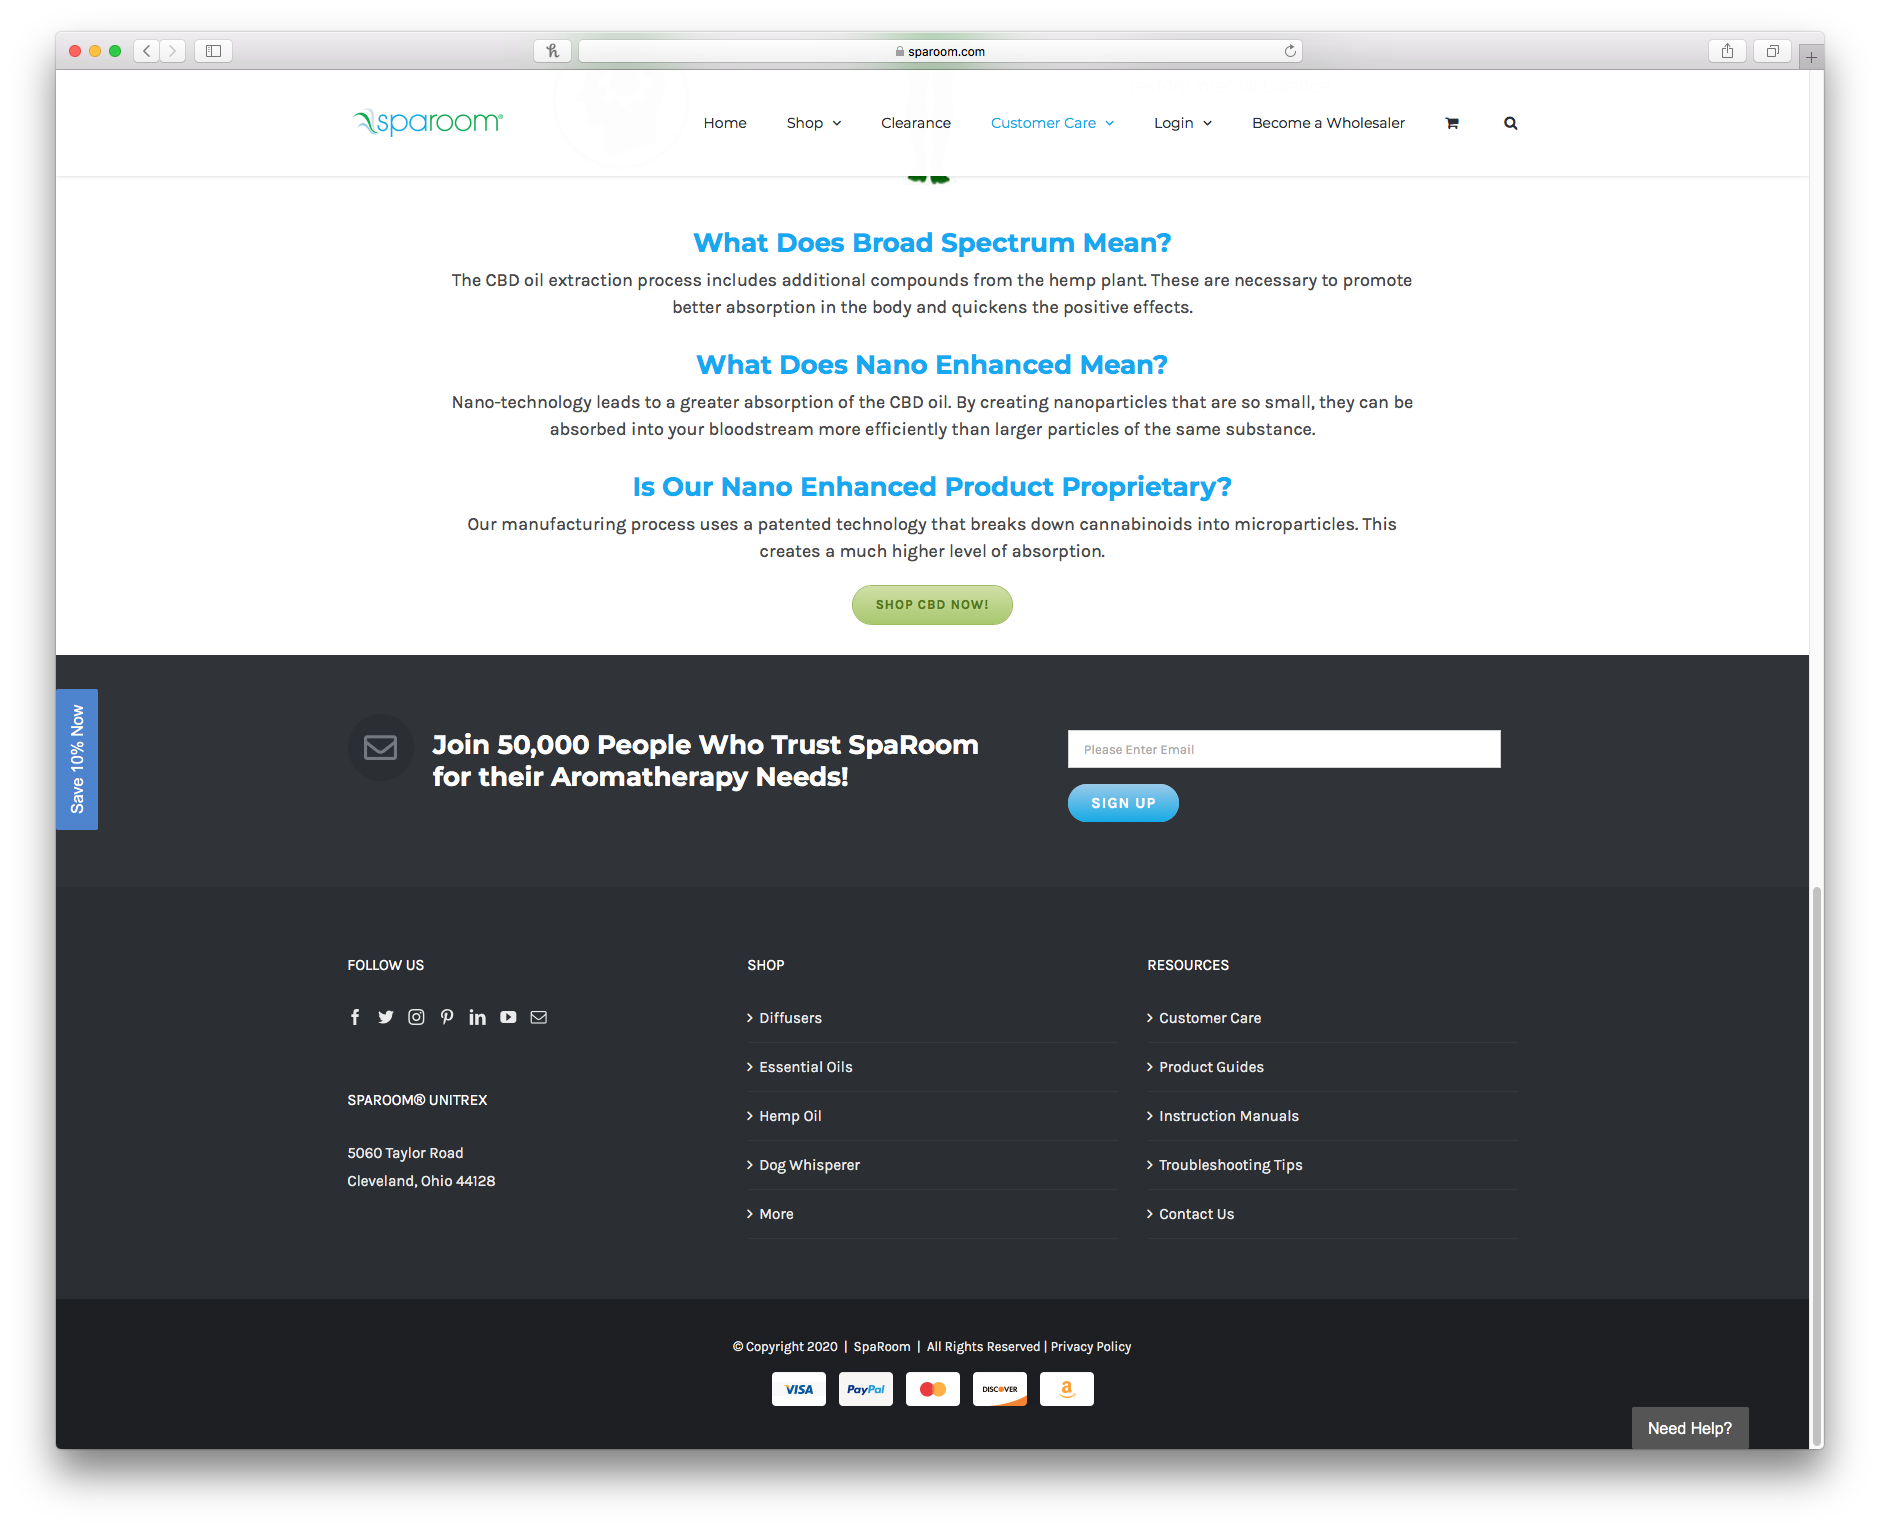 sparoom.com
sparoom®
Home
Shop
Clearance
Customer Care
Login
Become a Wholesaler
What Does Broad Spectrum Mean?
The CBD oil extraction process includes additional compounds from the hemp plant. These are necessary to promote
better absorption in the body and quickens the positive effects.
What Does Nano Enhanced Mean?
Nano-technology leads to a greater absorption of the CBD oil. By creating nanoparticles that are so small, they can be
absorbed into your bloodstream more efficiently than larger particles of the same substance.
Is Our Nano Enhanced Product Proprietary?
Our manufacturing process uses a patented technology that breaks down cannabinoids into microparticles. This
creates a much higher level of absorption.
SHOP CBD NOW!
Save 10% Now
Join 50,000 People Who Trust SpaRoom
for their Aromatherapy Needs!
Please Enter Email
SIGN UP
FOLLOW US
SPAROOM® UNITREX
5060 Taylor Road
Cleveland, Ohio 44128
SHOP
Diffusers
Essential Oils
Hemp Oil
Dog Whisperer
More
RESOURCES
Customer Care
Product Guides
Instruction Manuals
Troubleshooting Tips
Contact Us
© Copyright 2020 | SpaRoom | All Rights Reserved | Privacy Policy
VISA
PayPal
DISCOVER
Need Help?